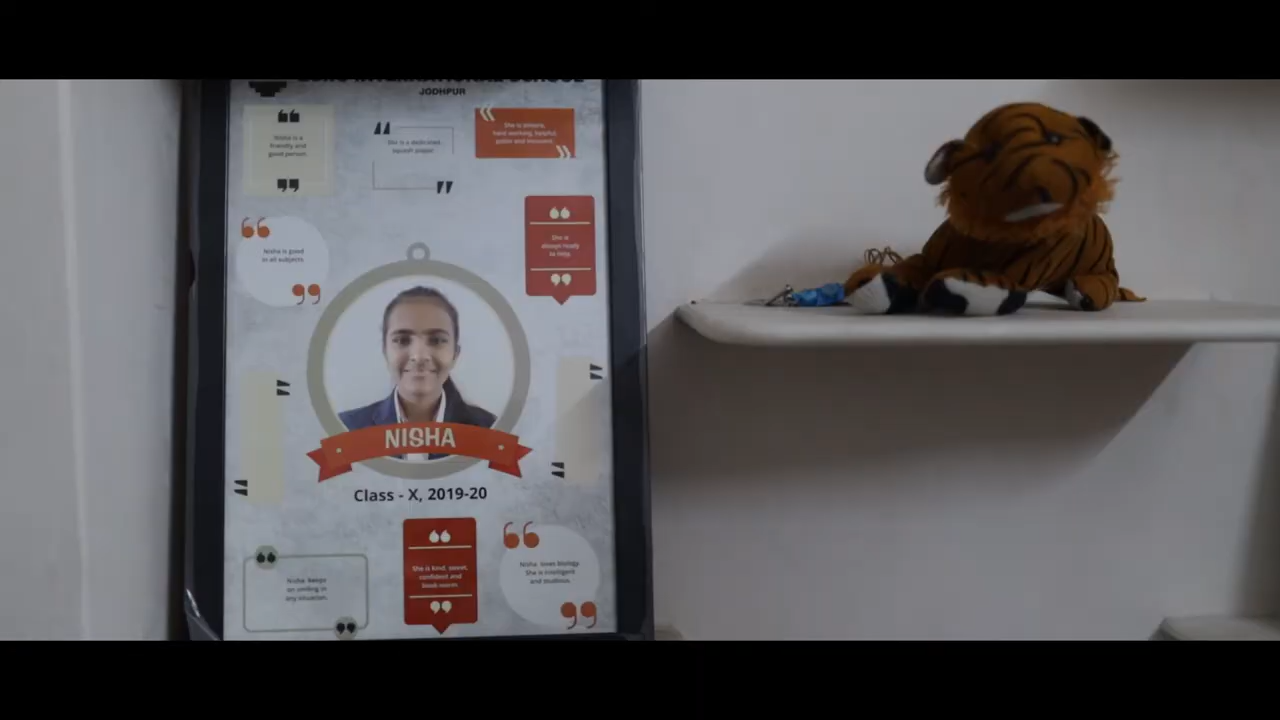 INTERNATIONAL SCHOOL
JODHPUR
Nisha is a
friendly and
good person.
She is a dedicated
squash player.
She is sincere,
hard working, helpful,
polite and innocent.
Nisha is good
in all subjects.
She is
always ready
to help.
NISHA
Class - X, 2019-20
Nisha keeps
on smiling in
any situation.
She is kind, sweet,
confident and
book worm.
Nisha loves biology.
She is intelligent
and studious.